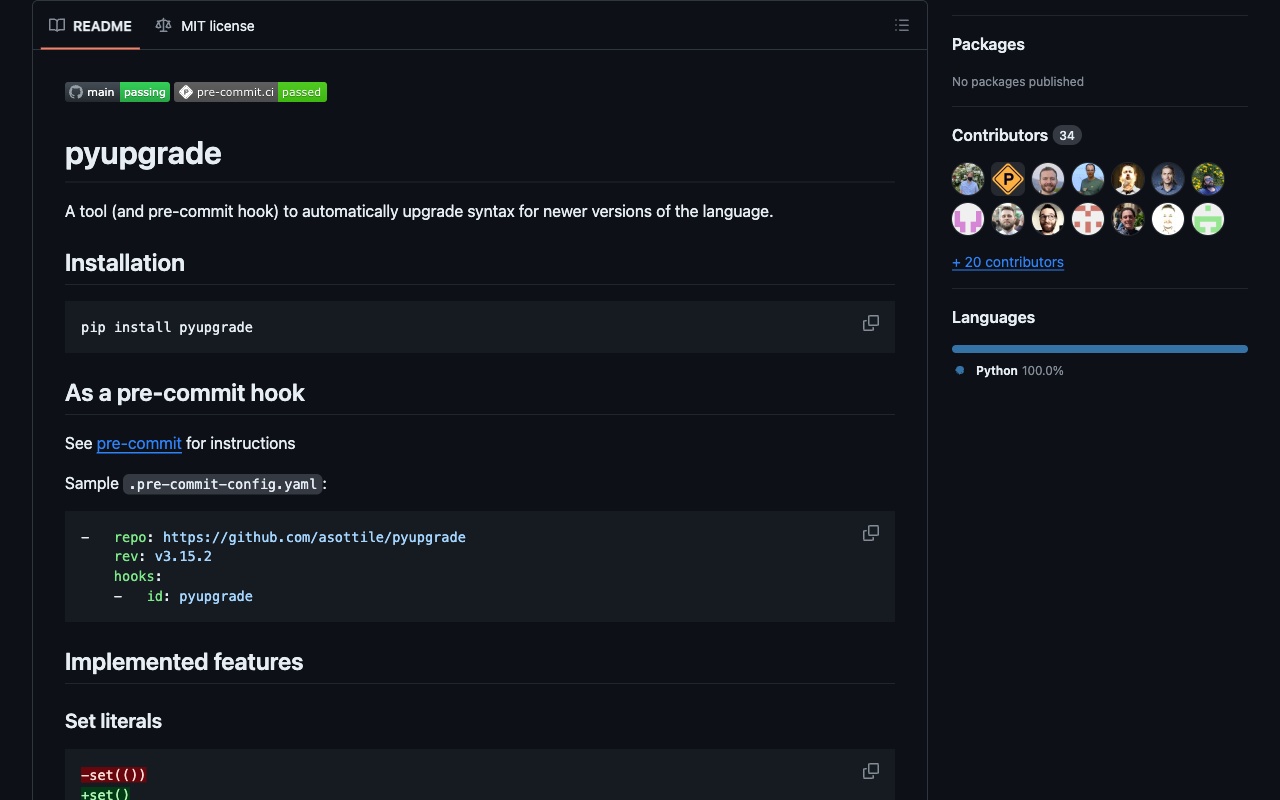 README
MIT license
main passing
pre-commit.ci passed
pyupgrade
A tool (and pre-commit hook) to automatically upgrade syntax for newer versions of the language.
Installation
pip install pyupgrade
As a pre-commit hook
See pre-commit for instructions
Sample .pre-commit-config.yaml:
-   repo: https://github.com/asottile/pyupgrade
    rev: v3.15.2
    hooks:
    -   id: pyupgrade
Implemented features
Set literals
-set(())
+set()
Packages
No packages published
Contributors 34
P
+ 20 contributors
Languages
Python 100.0%